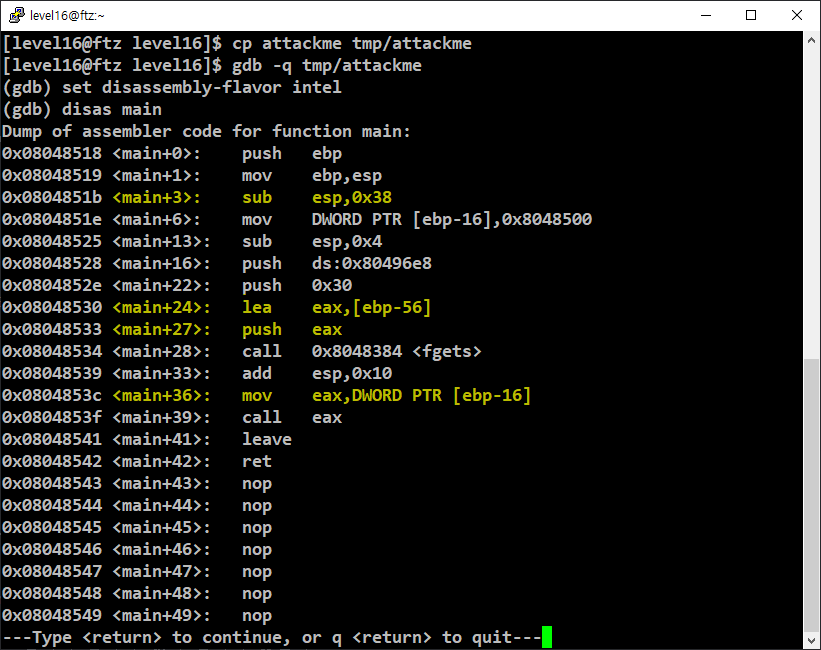 level16@ftz:~
[level16@ftz level16]$ cp attackme tmp/attackme
[level16@ftz level16]$ gdb -q tmp/attackme
(gdb) set disassembly-flavor intel
(gdb) disas main
Dump of assembler code for function main:
0x08048518 <main+0>:    push   ebp
0x08048519 <main+1>:    mov    ebp,esp
0x0804851b <main+3>:    sub    esp,0x38
0x0804851e <main+6>:    mov    DWORD PTR [ebp-16],0x8048500
0x08048525 <main+13>:   sub    esp,0x4
0x08048528 <main+16>:   push   ds:0x80496e8
0x0804852e <main+22>:   push   0x30
0x08048530 <main+24>:   lea    eax,[ebp-56]
0x08048533 <main+27>:   push   eax
0x08048534 <main+28>:   call   0x8048384 <fgets>
0x08048539 <main+33>:   add    esp,0x10
0x0804853c <main+36>:   mov    eax,DWORD PTR [ebp-16]
0x0804853f <main+39>:   call   eax
0x08048541 <main+41>:   leave
0x08048542 <main+42>:   ret
0x08048543 <main+43>:   nop
0x08048544 <main+44>:   nop
0x08048545 <main+45>:   nop
0x08048546 <main+46>:   nop
0x08048547 <main+47>:   nop
0x08048548 <main+48>:   nop
0x08048549 <main+49>:   nop
---Type <return> to continue, or q <return> to quit---